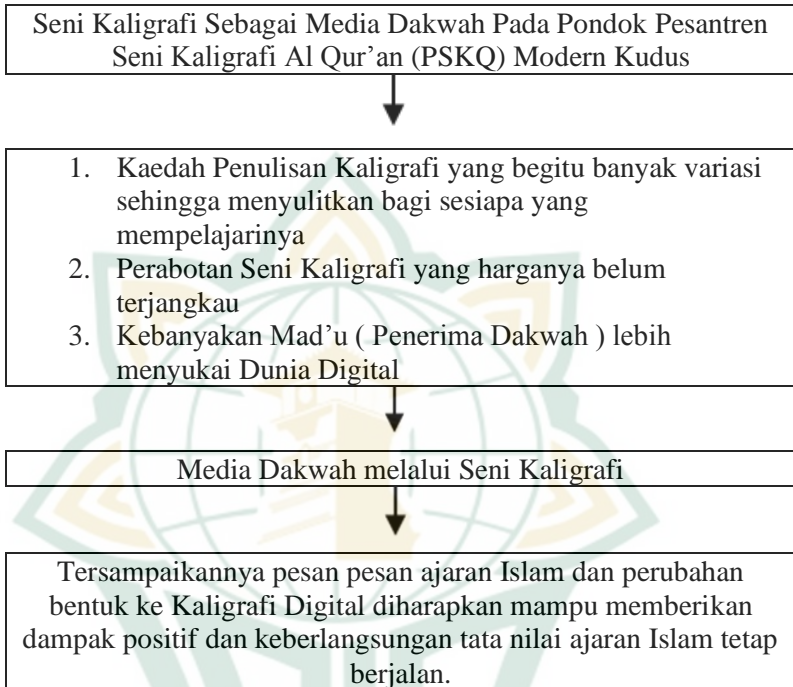 Seni Kaligrafi Sebagai Media Dakwah Pada Pondok Pesantren
Seni Kaligrafi Al Qur’an (PSKQ) Modern Kudus
1. Kaedah Penulisan Kaligrafi yang begitu banyak variasi
sehingga menyulitkan bagi sesiapa yang
mempelajarinya
2. Perabotan Seni Kaligrafi yang harganya belum
terjangkau
3. Kebanyakan Mad’u ( Penerima Dakwah ) lebih
menyukai Dunia Digital
Media Dakwah melalui Seni Kaligrafi
Tersampaikannya pesan pesan ajaran Islam dan perubahan
bentuk ke Kaligrafi Digital diharapkan mampu memberikan
dampak positif dan keberlangsungan tata nilai ajaran Islam tetap
berjalan.